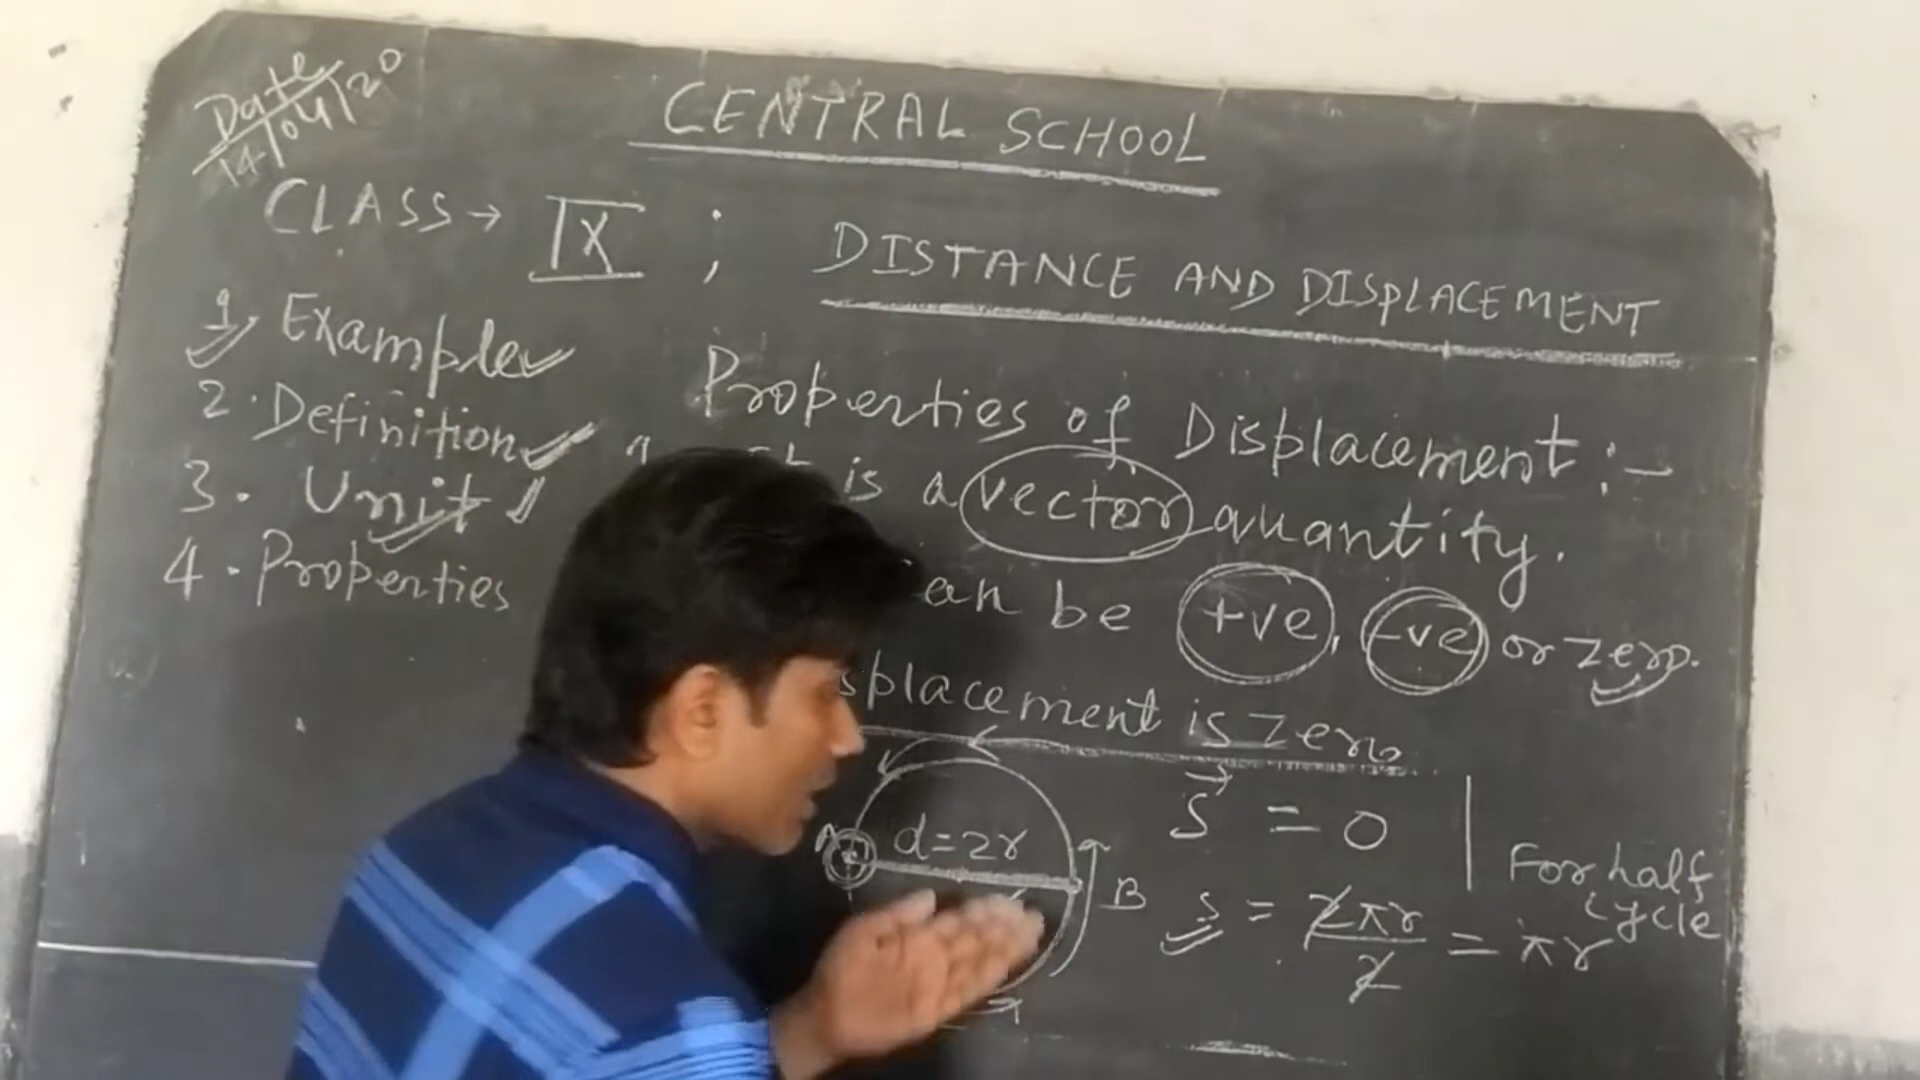 Date
14/04/20
CENTRAL SCHOOL
CLASS → IX ; DISTANCE AND DISPLACEMENT
1. Example
2. Definition
3. Unit
4. Properties
Properties of Displacement :-
is a vector quantity.
an be +ve, -ve or zero.
splacement is zero
d=2r
B
S⃗ = 0
For half cycle
s = 2πr/2 = πr